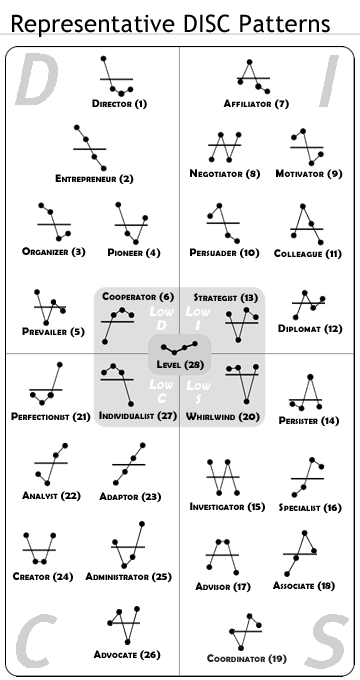 Representative DISC Patterns
D
I
DIRECTOR (1)
AFFILIATOR (7)
ENTREPRENEUR (2)
NEGOTIATOR (8)
MOTIVATOR (9)
ORGANIZER (3)
PIONEER (4)
PERSUADER (10)
COLLEAGUE (11)
PREVAILER (5)
COOPERATOR (6)
Low
D
STRATEGIST (13)
Low
I
DIPLOMAT (12)
LEVEL (28)
PERFECTIONIST (21)
INDIVIDUALIST (27)
Low
C
WHIRLWIND (20)
Low
S
PERSISTER (14)
ANALYST (22)
ADAPTOR (23)
INVESTIGATOR (15)
SPECIALIST (16)
CREATOR (24)
ADMINISTRATOR (25)
ADVISOR (17)
ASSOCIATE (18)
ADVOCATE (26)
COORDINATOR (19)
C
S